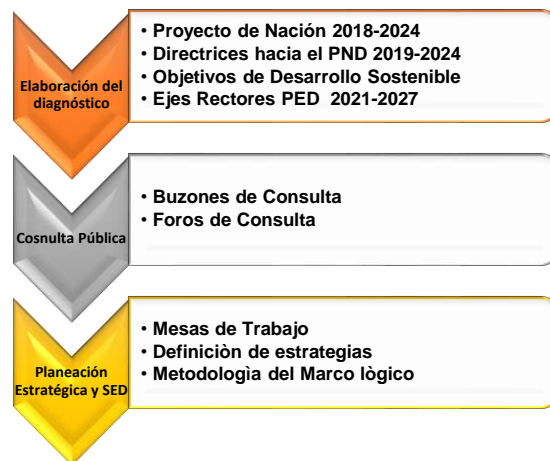 Elaboración del
diagnóstico
• Proyecto de Nación 2018-2024
• Directrices hacia el PND 2019-2024
• Objetivos de Desarrollo Sostenible
• Ejes Rectores PED 2021-2027
Cosnulta Pública
• Buzones de Consulta
• Foros de Consulta
Planeación
Estratégica y SED
• Mesas de Trabajo
• Definiciòn de estrategias
• Metodologìa del Marco lògico